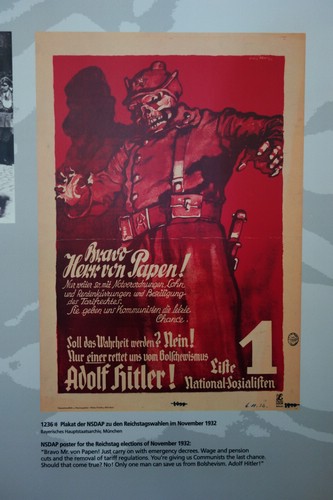 Bravo
Herr von Papen!
Nur weiter so mit Notverordnungen, Lohn
und Rentenkürzungen und Beseitigung
des Tarifrechtes.
Sie geben uns Kommunisten die letzte
Chance.
Soll das Wahrheit werden? Nein!
Nur einer rettet uns vom Bolschewismus
Adolf Hitler!
Liste 1
National-Sozialisten
1236 Plakat der NSDAP zu den Reichstagswahlen im November 1932
Bayerisches Hauptstaatsarchiv, München
NSDAP poster for the Reichstag elections of November 1932:
"Bravo Mr. von Papen! Just carry on with emergency decrees. Wage and pension
cuts and the removal of tariff regulations. You're giving us Communists the last chance.
Should that come true? No! Only one man can save us from Bolshevism. Adolf Hitler!"